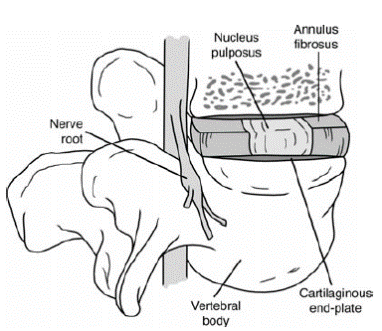 Nucleus
pulposus
Annulus
fibrosus
Nerve
root
Vertebral
body
Cartilaginous
end-plate